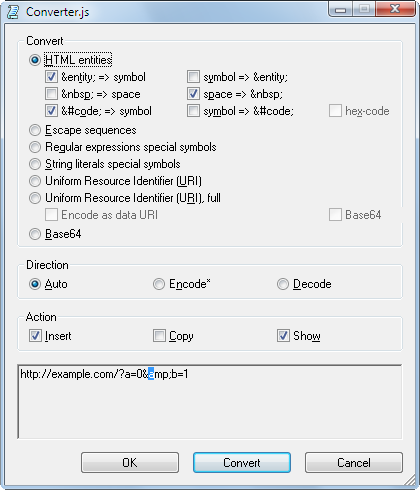 Converter.js
Convert
HTML entities
&entity; => symbol
symbol => &entity;
&nbsp; => space
space => &nbsp;
&#code; => symbol
symbol => &#code;
hex-code
Escape sequences
Regular expressions special symbols
String literals special symbols
Uniform Resource Identifier (URI)
Uniform Resource Identifier (URI), full
Encode as data URI
Base64
Base64
Direction
Auto
Encode*
Decode
Action
Insert
Copy
Show
http://example.com/?a=0&amp;b=1
OK
Convert
Cancel